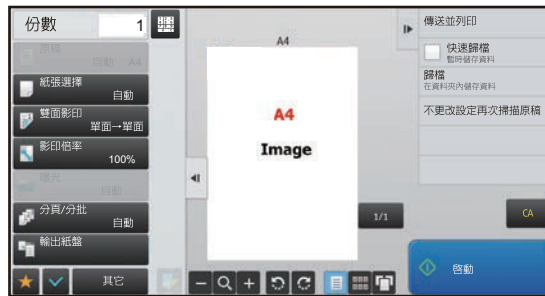 份數
1
原稿
自動 A4
紙張選擇
自動
雙面影印
單面→單面
影印倍率
100%
曝光
自動
分頁/分批
自動
輸出紙盤
其它
A4
A4
Image
1/1
傳送並列印
快速歸檔
暫時儲存資料
歸檔
在資料夾內儲存資料
不更改設定再次掃描原稿
CA
啓動